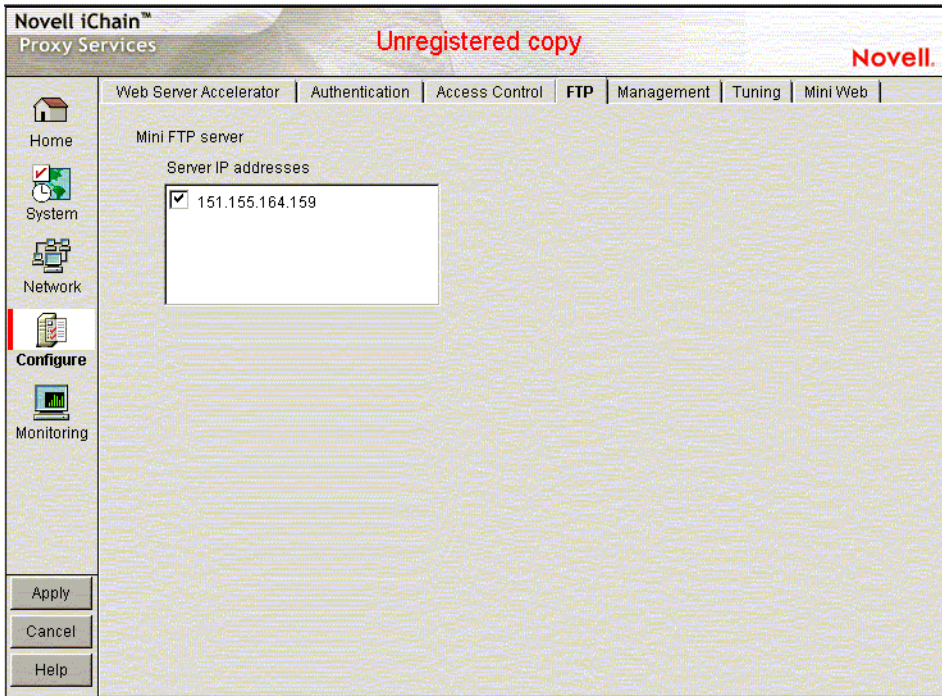 Novell iChain™
Proxy Services
Unregistered copy
Novell.
Web Server Accelerator
Authentication
Access Control
FTP
Management
Tuning
Mini Web
Home
System
Network
Configure
Monitoring
Mini FTP server
Server IP addresses
151.155.164.159
Apply
Cancel
Help